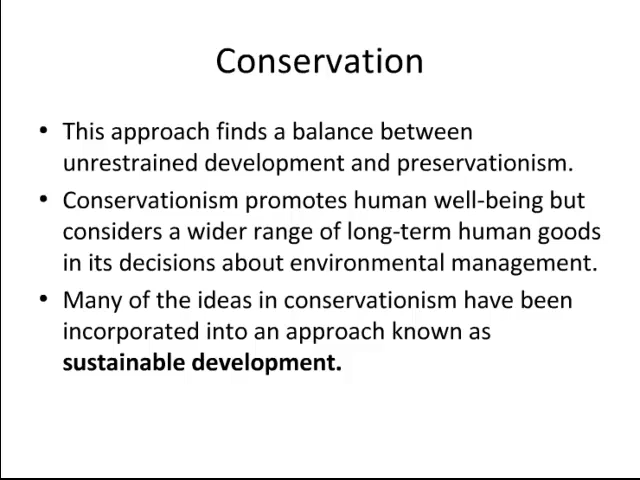 Conservation
• This approach finds a balance between
unrestrained development and preservationism.
• Conservationism promotes human well-being but
considers a wider range of long-term human goods
in its decisions about environmental management.
• Many of the ideas in conservationism have been
incorporated into an approach known as
sustainable development.